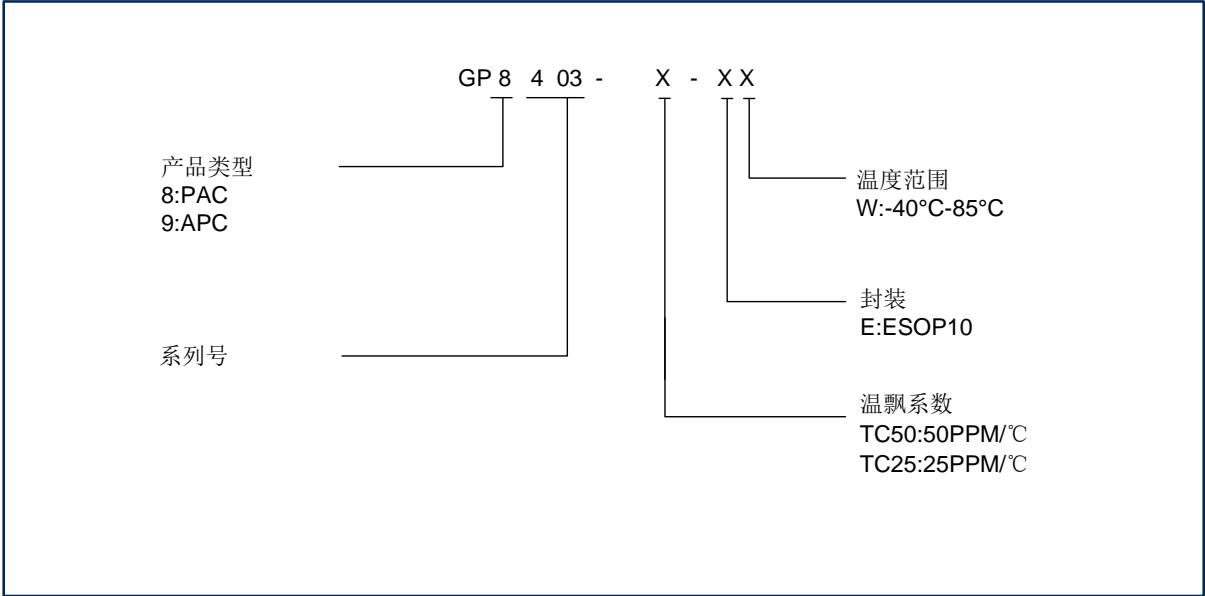 GP 8 4 03 - X - X X
产品类型
8:PAC
9:APC
系列号
温度范围
W:-40°C-85°C
封装
E:ESOP10
温飘系数
TC50:50PPM/℃
TC25:25PPM/℃